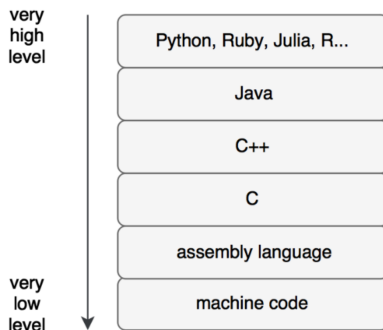 very
high
level
Python, Ruby, Julia, R...
Java
C++
C
assembly language
very
low
level
machine code